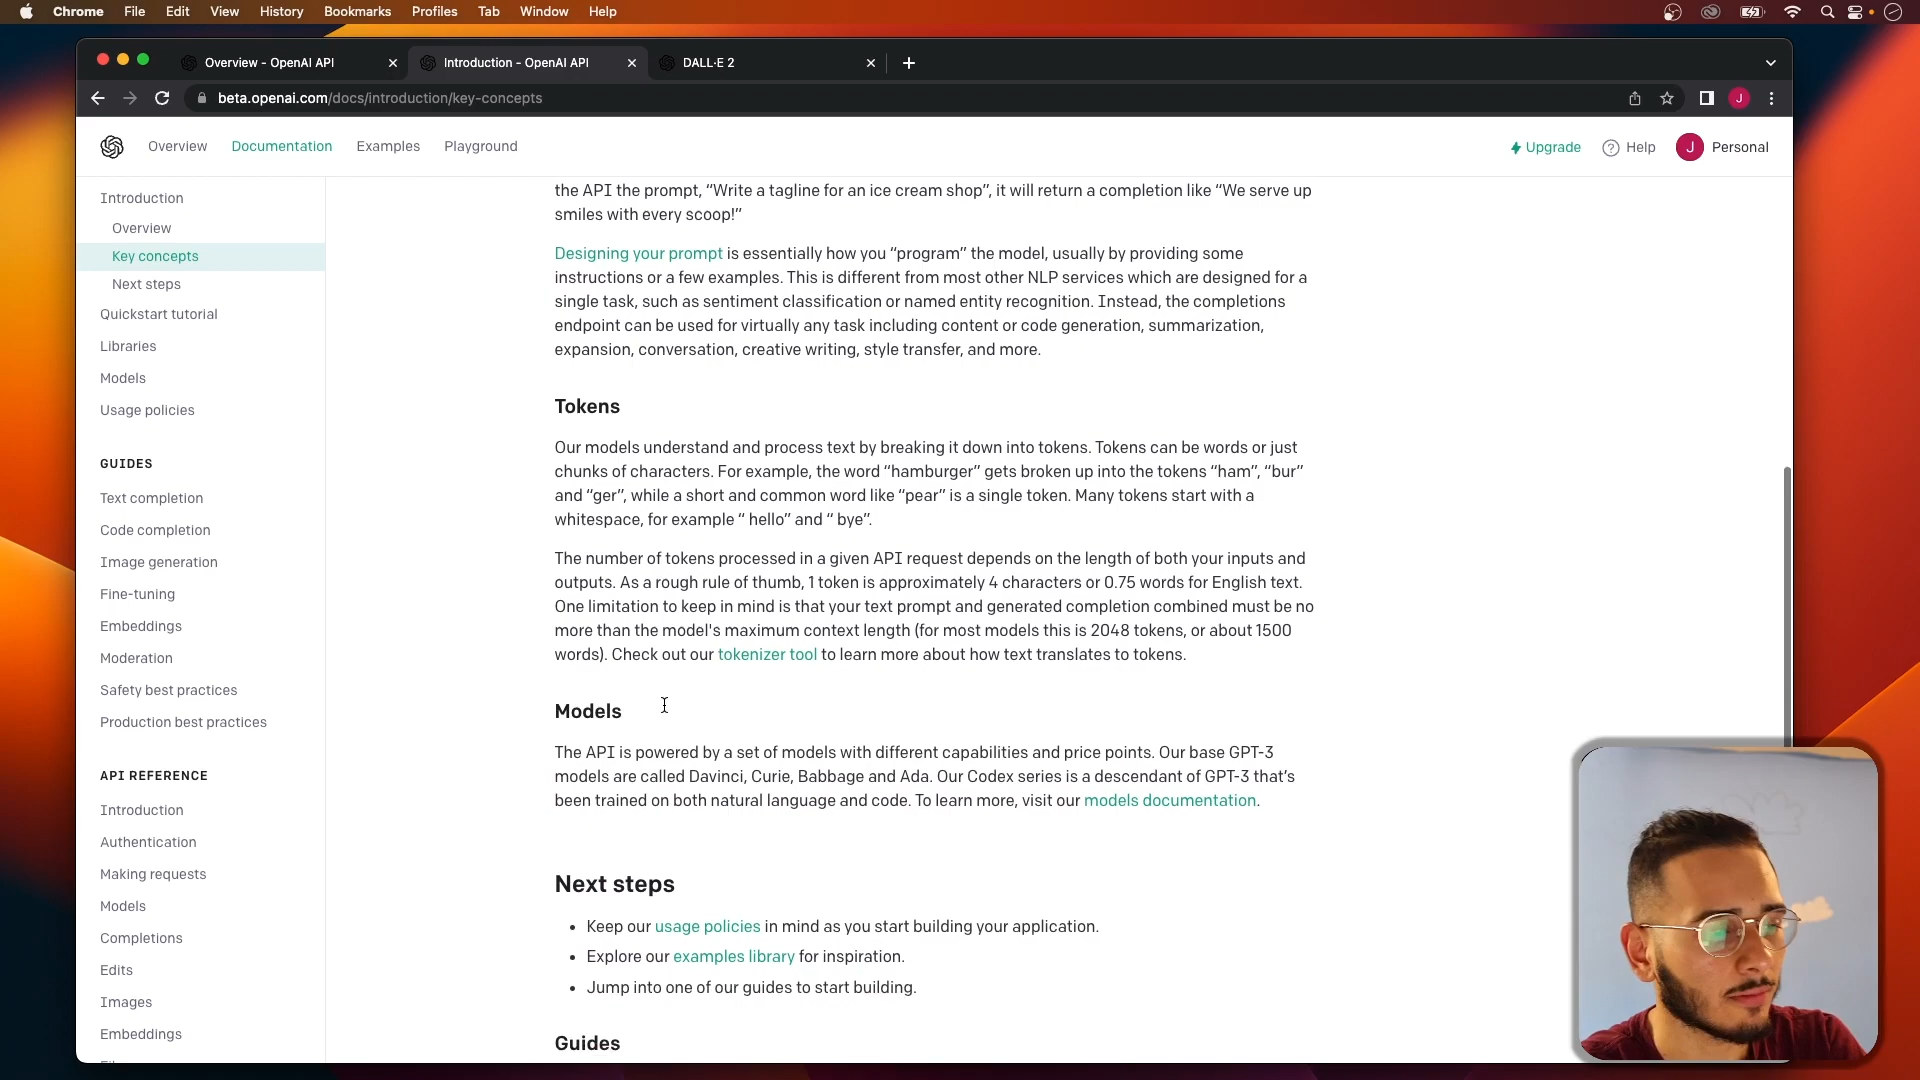 Chrome File Edit View History Bookmarks Profiles Tab Window Help
Overview - OpenAI API
Introduction - OpenAI API
DALL·E 2
beta.openai.com/docs/introduction/key-concepts
J
Overview Documentation Examples Playground
Upgrade
Help
J
Personal
Introduction
Overview
Key concepts
Next steps
Quickstart tutorial
Libraries
Models
Usage policies
GUIDES
Text completion
Code completion
Image generation
Fine-tuning
Embeddings
Moderation
Safety best practices
Production best practices
API REFERENCE
Introduction
Authentication
Making requests
Models
Completions
Edits
Images
Embeddings
the API the prompt, “Write a tagline for an ice cream shop”, it will return a completion like “We serve up
smiles with every scoop!”
Designing your prompt is essentially how you “program” the model, usually by providing some
instructions or a few examples. This is different from most other NLP services which are designed for a
single task, such as sentiment classification or named entity recognition. Instead, the completions
endpoint can be used for virtually any task including content or code generation, summarization,
expansion, conversation, creative writing, style transfer, and more.
Tokens
Our models understand and process text by breaking it down into tokens. Tokens can be words or just
chunks of characters. For example, the word “hamburger” gets broken up into the tokens “ham”, “bur”
and “ger”, while a short and common word like “pear” is a single token. Many tokens start with a
whitespace, for example “ hello” and “ bye”.
The number of tokens processed in a given API request depends on the length of both your inputs and
outputs. As a rough rule of thumb, 1 token is approximately 4 characters or 0.75 words for English text.
One limitation to keep in mind is that your text prompt and generated completion combined must be no
more than the model's maximum context length (for most models this is 2048 tokens, or about 1500
words). Check out our tokenizer tool to learn more about how text translates to tokens.
Models
The API is powered by a set of models with different capabilities and price points. Our base GPT-3
models are called Davinci, Curie, Babbage and Ada. Our Codex series is a descendant of GPT-3 that’s
been trained on both natural language and code. To learn more, visit our models documentation.
Next steps
• Keep our usage policies in mind as you start building your application.
• Explore our examples library for inspiration.
• Jump into one of our guides to start building.
Guides